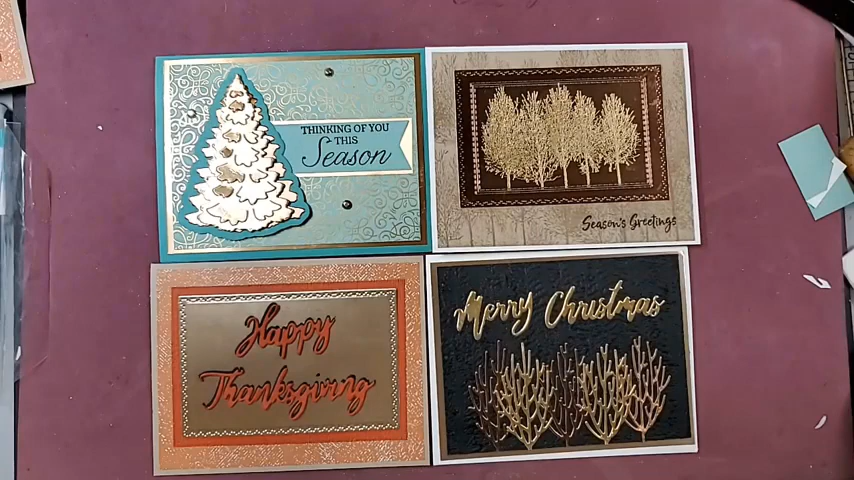 THINKING OF YOU
THIS
Season
Season's Greetings
Happy
Thanksgiving
Merry Christmas